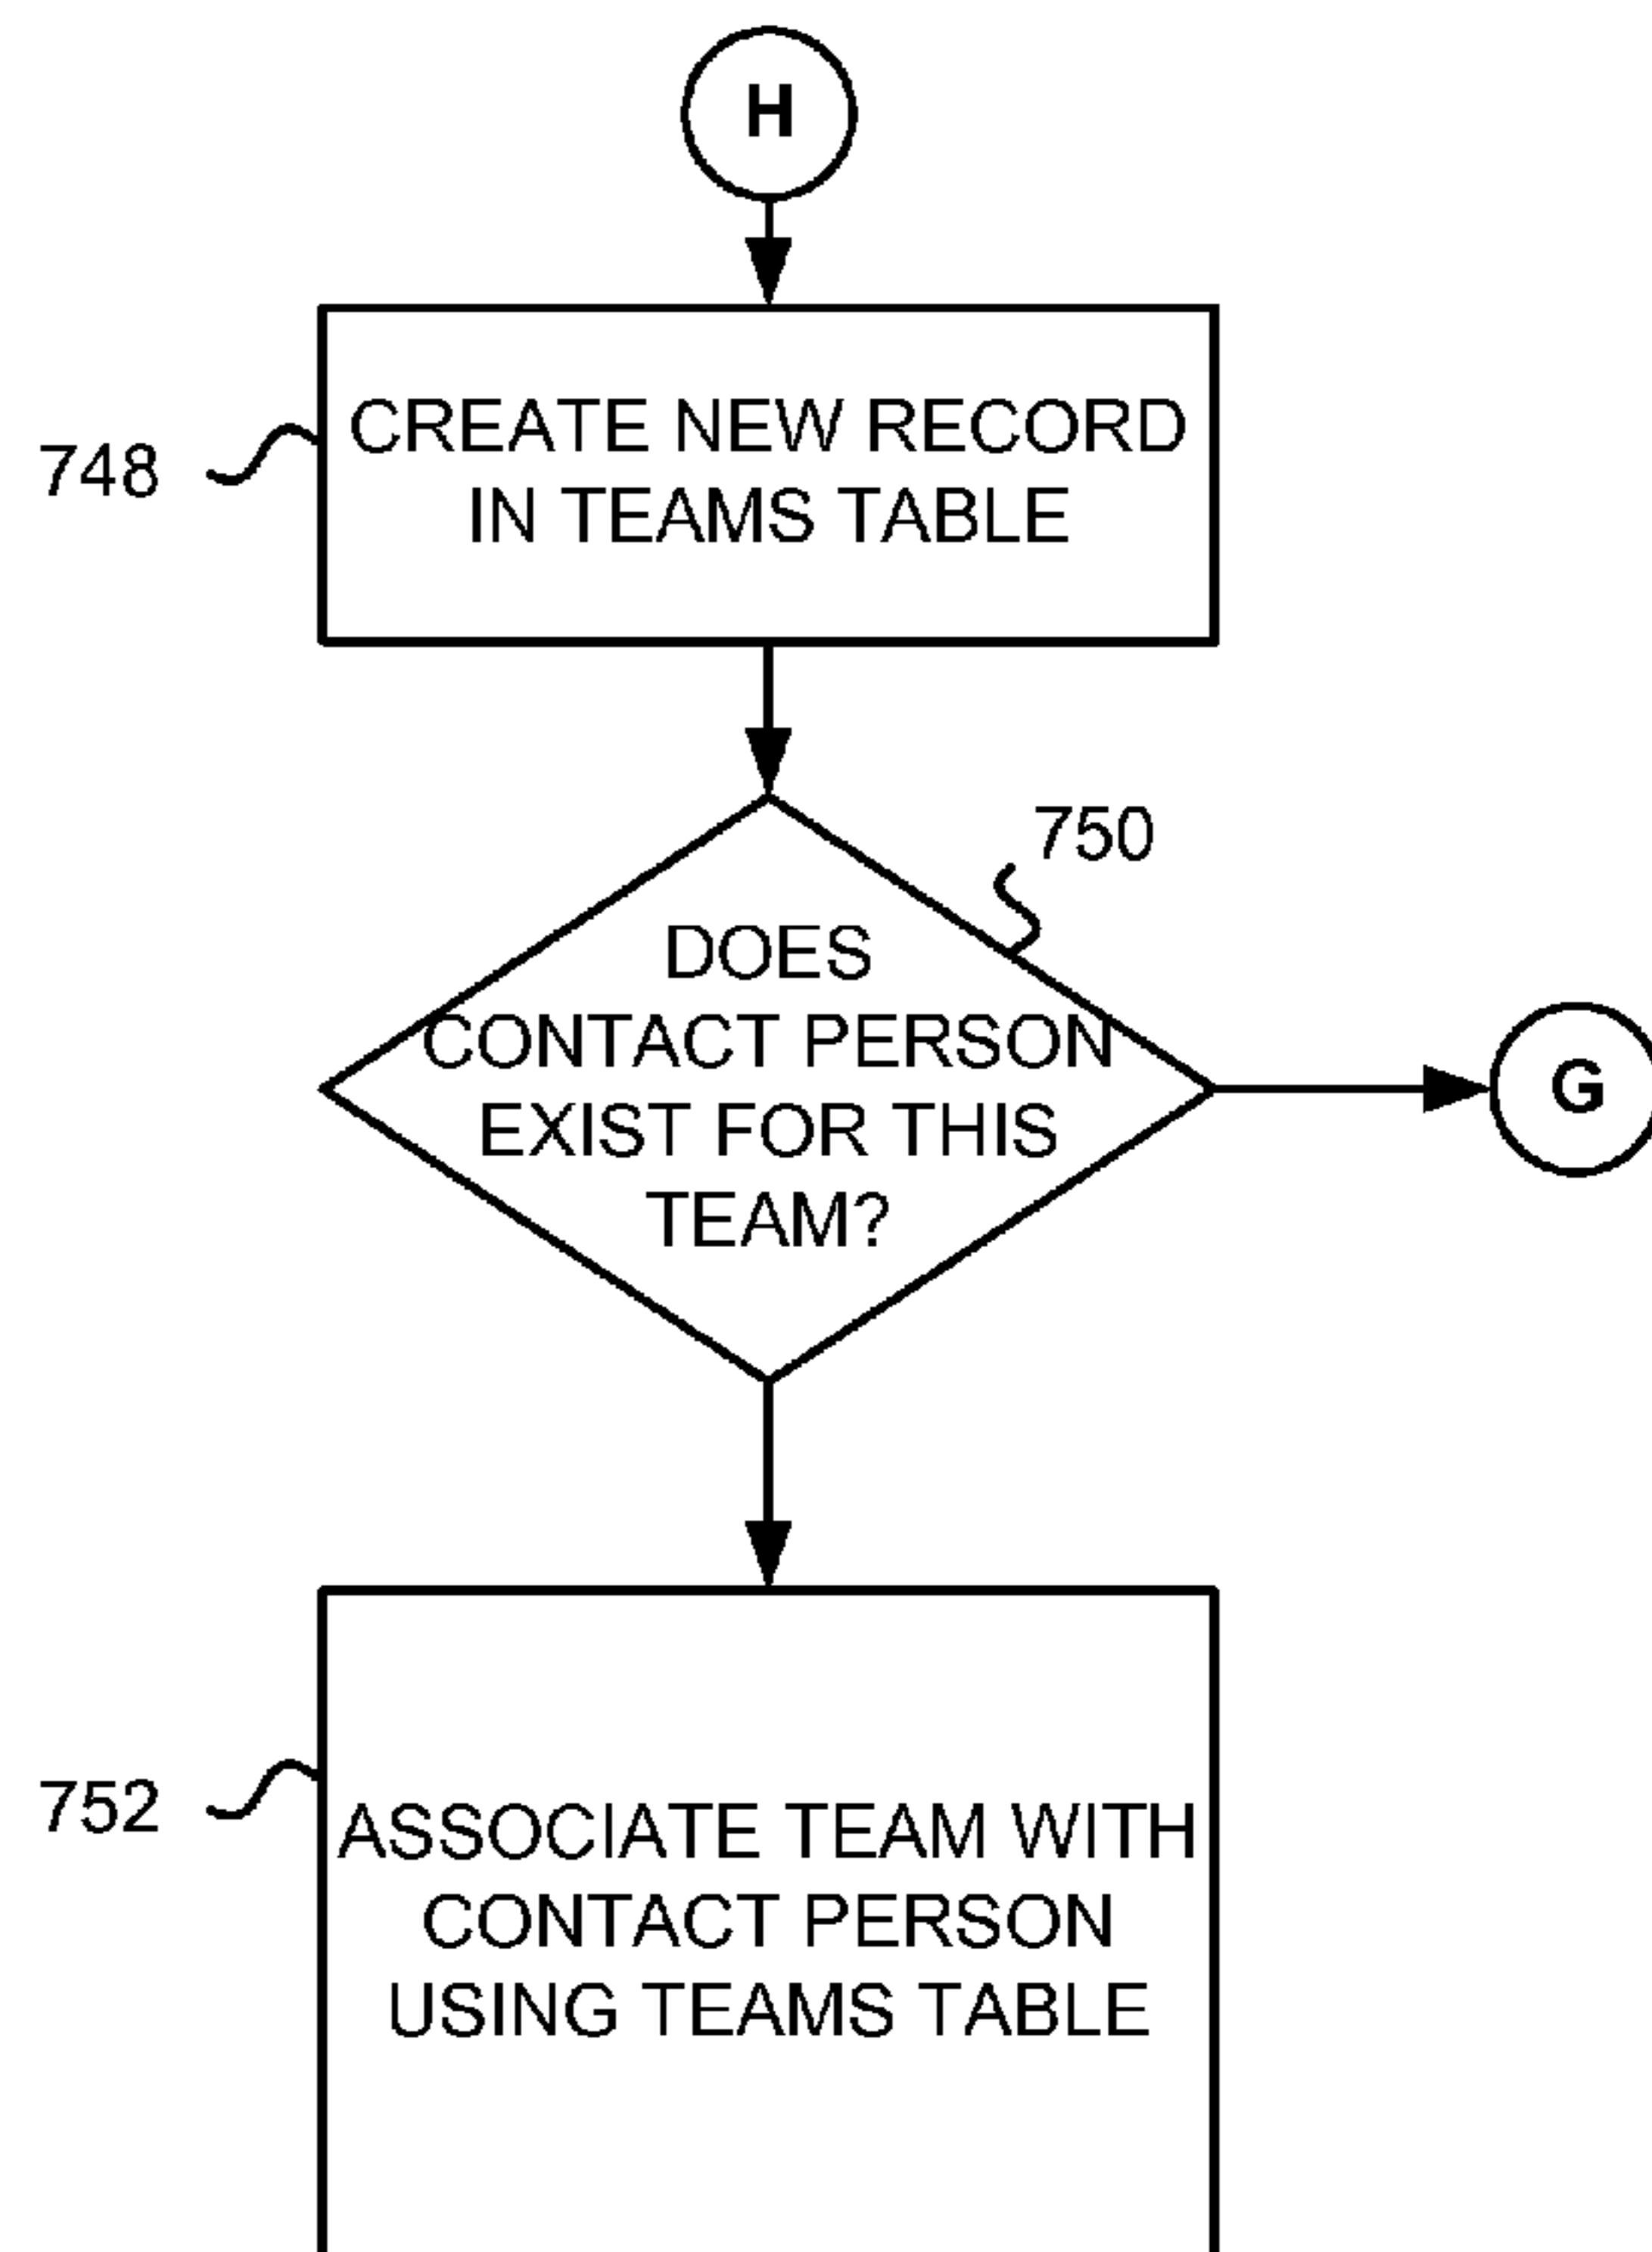 H
748
CREATE NEW RECORD
IN TEAMS TABLE
750
DOES
CONTACT PERSON
EXIST FOR THIS
TEAM?
G
752
ASSOCIATE TEAM WITH
CONTACT PERSON
USING TEAMS TABLE